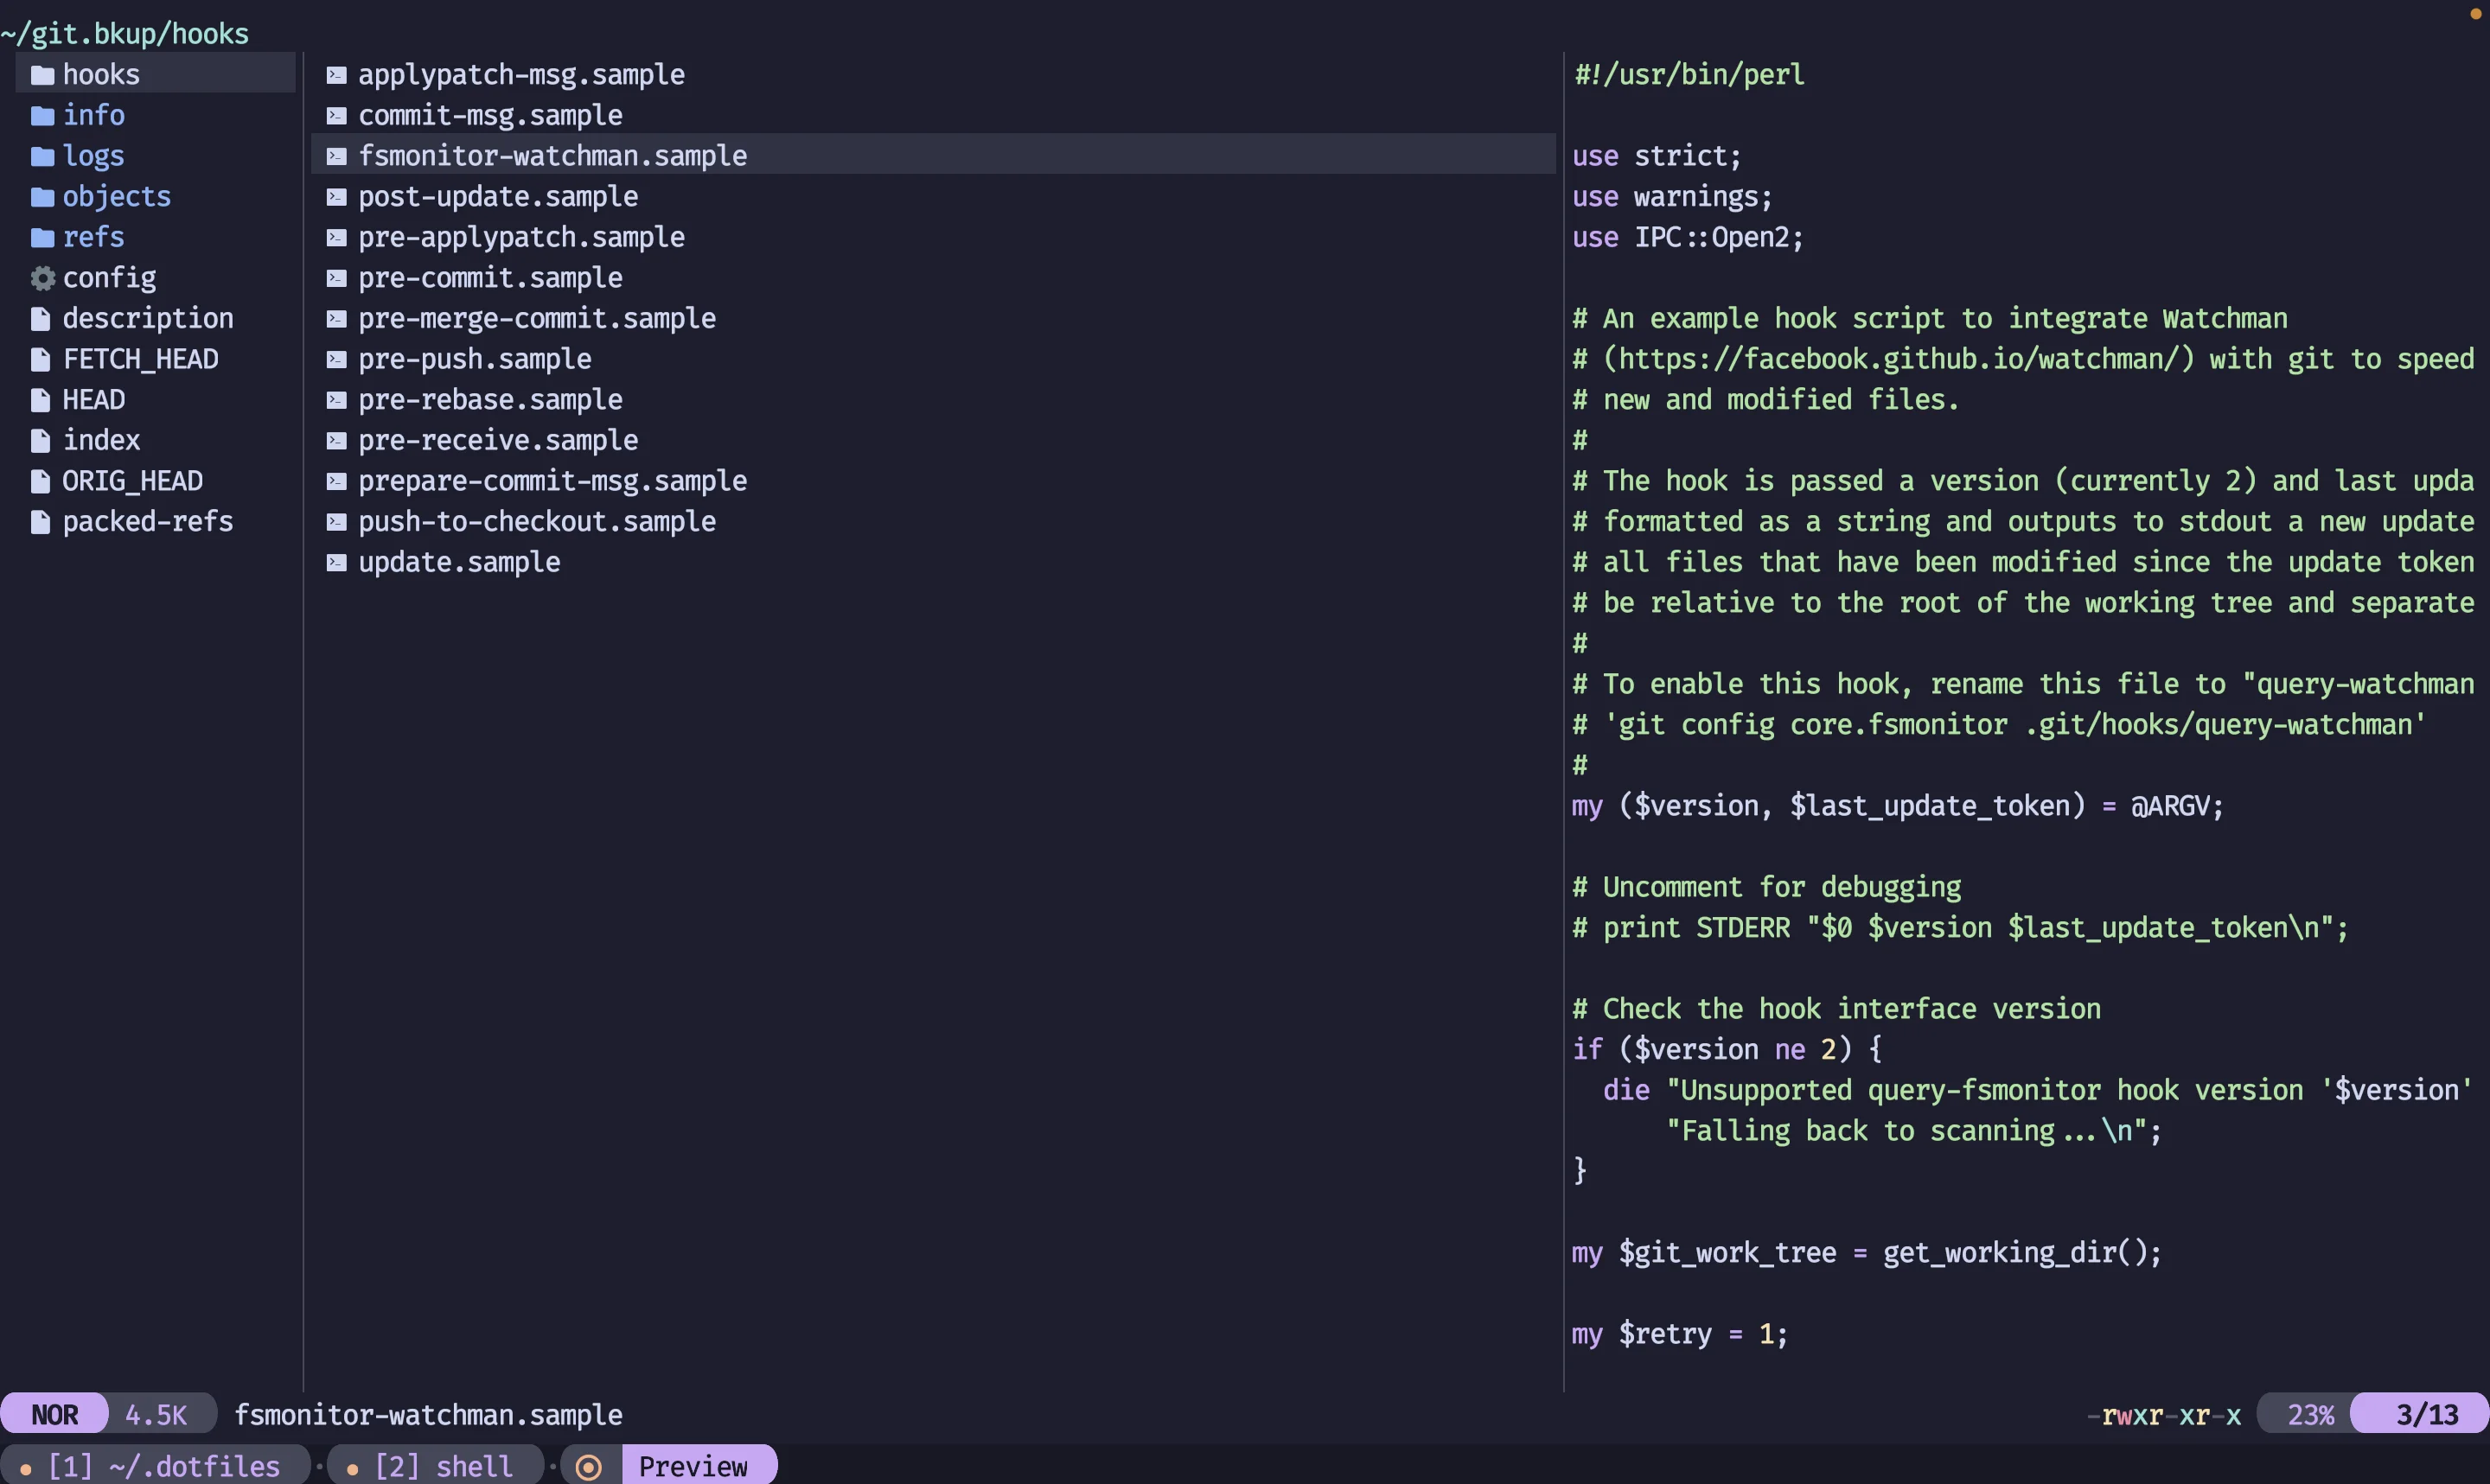 ~/git.bkup/hooks
hooks
info
logs
objects
refs
config
description
FETCH_HEAD
HEAD
index
ORIG_HEAD
packed-refs
applypatch-msg.sample
commit-msg.sample
fsmonitor-watchman.sample
post-update.sample
pre-applypatch.sample
pre-commit.sample
pre-merge-commit.sample
pre-push.sample
pre-rebase.sample
pre-receive.sample
prepare-commit-msg.sample
push-to-checkout.sample
update.sample
#!/usr/bin/perl
use strict;
use warnings;
use IPC::Open2;
# An example hook script to integrate Watchman
# (https://facebook.github.io/watchman/) with git to speed
# new and modified files.
#
# The hook is passed a version (currently 2) and last upda
# formatted as a string and outputs to stdout a new update
# all files that have been modified since the update token
# be relative to the root of the working tree and separate
#
# To enable this hook, rename this file to "query-watchman
# 'git config core.fsmonitor .git/hooks/query-watchman'
#
my ($version, $last_update_token) = @ARGV;
# Uncomment for debugging
# print STDERR "$0 $version $last_update_token\n";
# Check the hook interface version
if ($version ne 2) {
  die "Unsupported query-fsmonitor hook version '$version'
      "Falling back to scanning...\n";
}
my $git_work_tree = get_working_dir();
my $retry = 1;
NOR 4.5K fsmonitor-watchman.sample -rwxr-xr-x 23% 3/13
[1] ~/.dotfiles · [2] shell · Preview